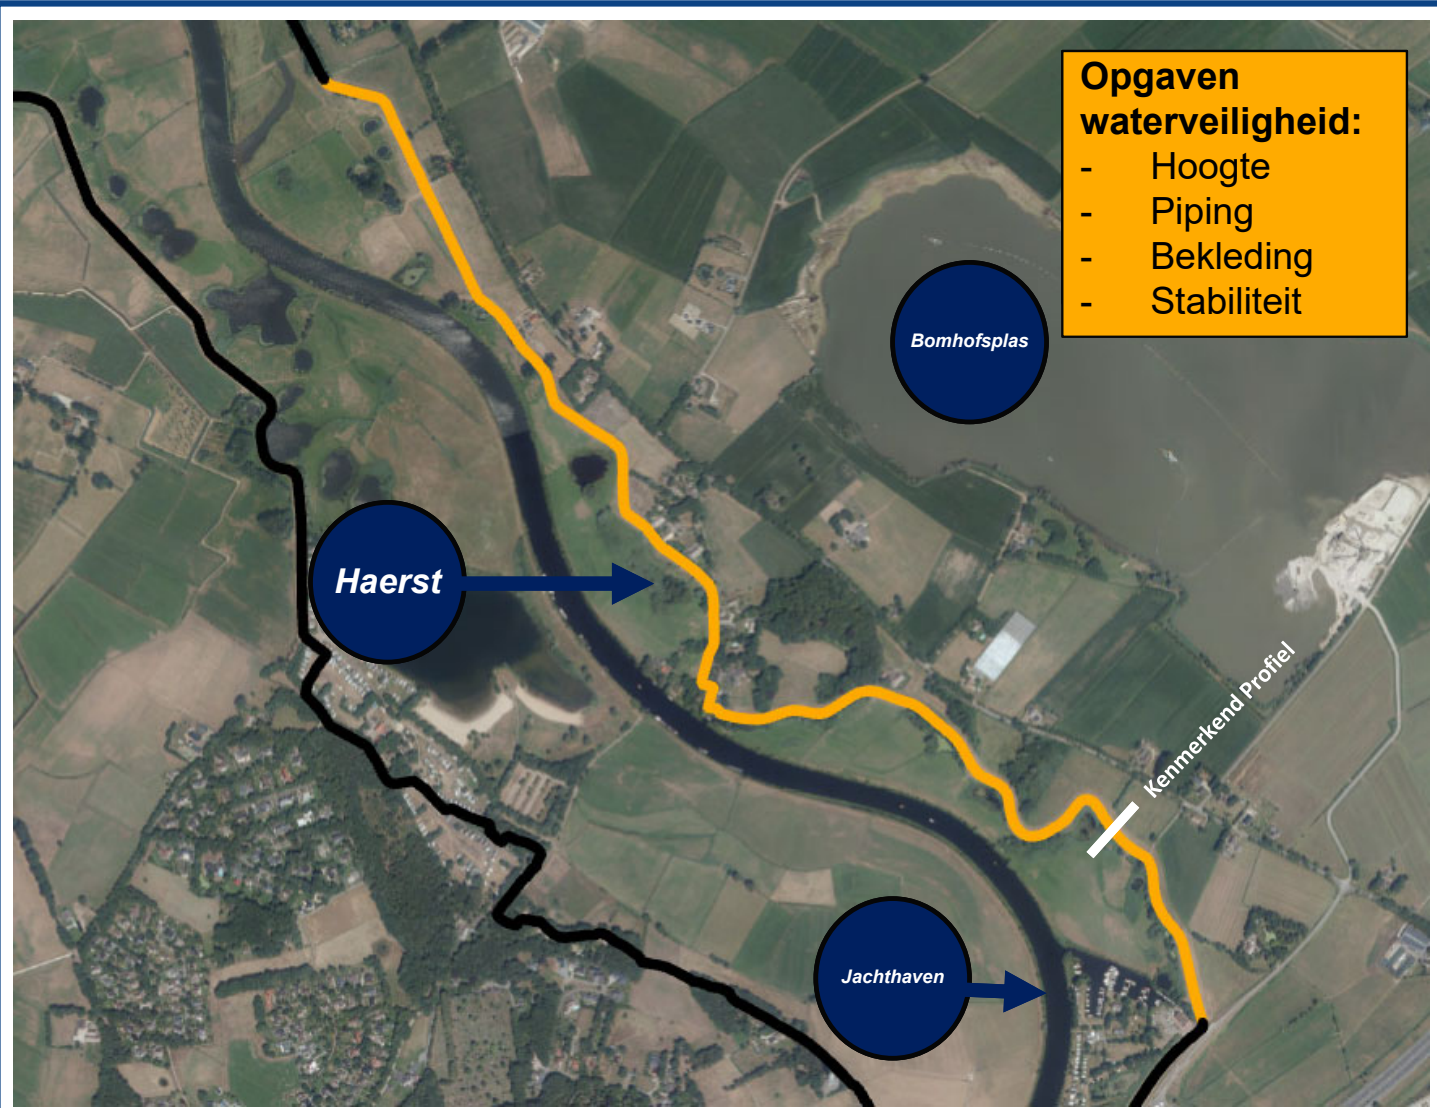 Opgaven
waterveiligheid:
- Hoogte
- Piping
- Bekleding
- Stabiliteit
Bomhofsplas
Haerst
Kenmerkend Profiel
Jachthaven